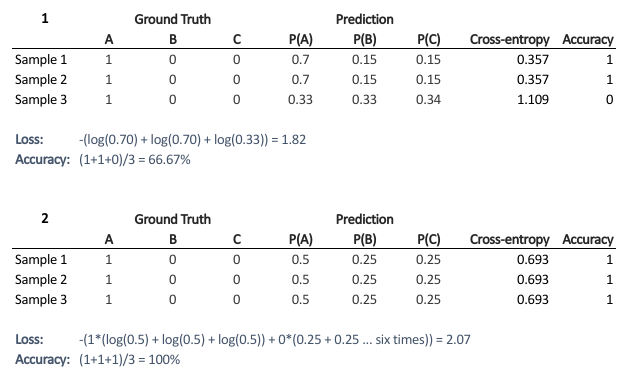 1 Ground Truth Prediction
A B C P(A) P(B) P(C) Cross-entropy Accuracy
Sample 1 1 0 0 0.7 0.15 0.15 0.357 1
Sample 2 1 0 0 0.7 0.15 0.15 0.357 1
Sample 3 1 0 0 0.33 0.33 0.34 1.109 0
Loss: -(log(0.70) + log(0.70) + log(0.33)) = 1.82
Accuracy: (1+1+0)/3 = 66.67%
2 Ground Truth Prediction
A B C P(A) P(B) P(C) Cross-entropy Accuracy
Sample 1 1 0 0 0.5 0.25 0.25 0.693 1
Sample 2 1 0 0 0.5 0.25 0.25 0.693 1
Sample 3 1 0 0 0.5 0.25 0.25 0.693 1
Loss: -(1*(log(0.5) + log(0.5) + log(0.5)) + 0*(0.25 + 0.25 ... six times)) = 2.07
Accuracy: (1+1+1)/3 = 100%